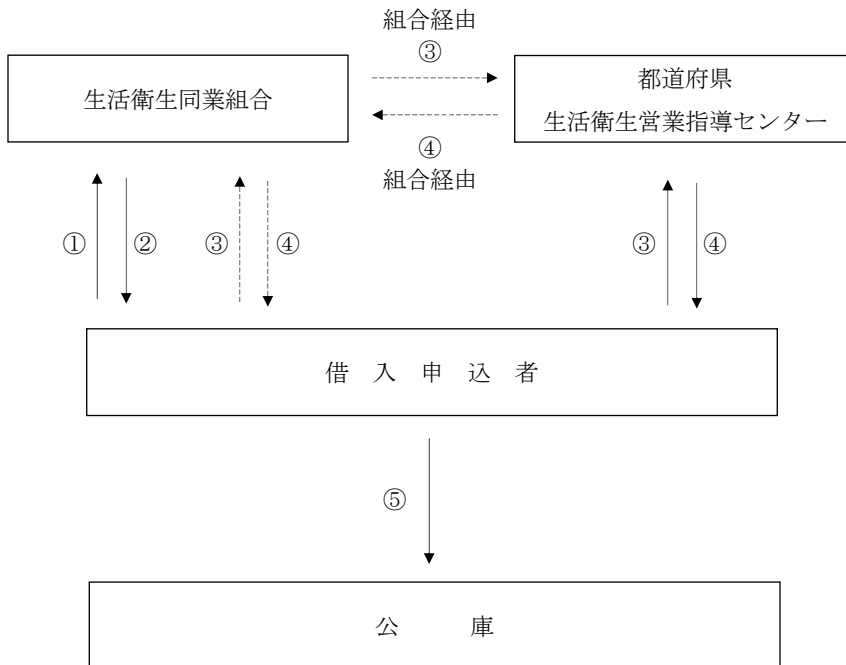 組合経由
③
生活衛生同業組合
都道府県
生活衛生営業指導センター
④
組合経由
① ② ③ ④ ③ ④
借 入 申 込 者
⑤
公 庫